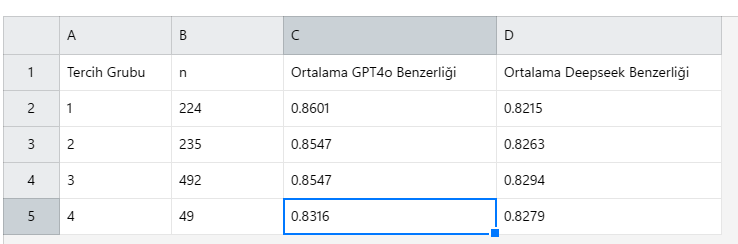 A B C D
1 Tercih Grubu n Ortalama GPT4o Benzerliği Ortalama Deepseek Benzerliği
2 1 224 0.8601 0.8215
3 2 235 0.8547 0.8263
4 3 492 0.8547 0.8294
5 4 49 0.8316 0.8279